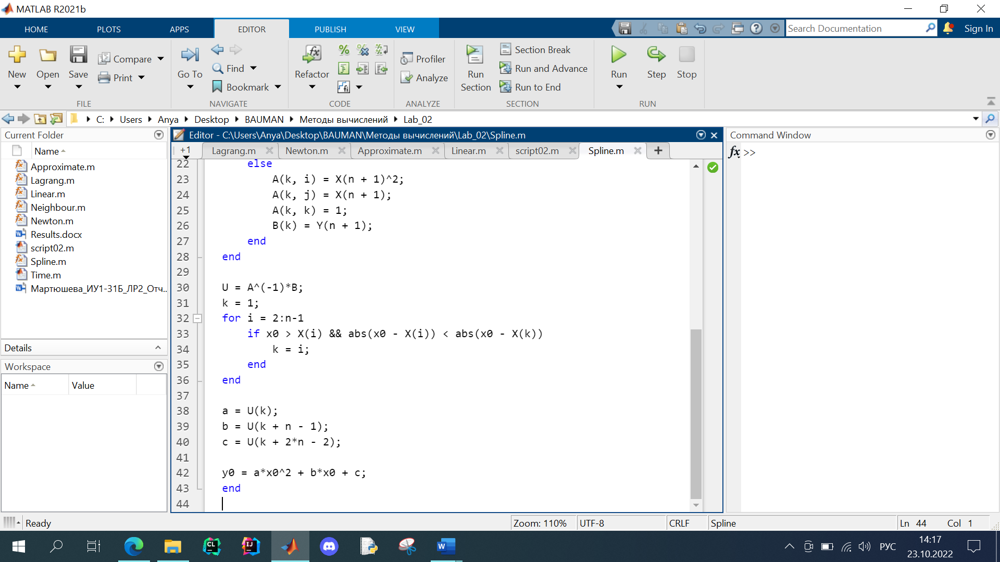 MATLAB R2021b
HOME PLOTS APPS EDITOR PUBLISH VIEW Search Documentation Sign In
New Open Save Compare Print
FILE
Go To Find Bookmark
NAVIGATE
Refactor
CODE
Profiler
Analyze
ANALYZE
Run Section
Section Break
Run and Advance
Run to End
SECTION
Run Step Stop
RUN
C: Users Anya Desktop BAUMAN Методы вычислений Lab_02
Current Folder
Name
Approximate.m
Lagrang.m
Linear.m
Neighbour.m
Newton.m
Results.docx
script02.m
Spline.m
Time.m
Мартюшева_ИУ1-31Б_ЛР2_Отч...
Details
Workspace
Name Value
Editor - C:\Users\Anya\Desktop\BAUMAN\Методы вычислений\Lab_02\Spline.m
+1 Lagrang.m Newton.m Approximate.m Linear.m script02.m Spline.m +
22 else
23 A(k, i) = X(n + 1)^2;
24 A(k, j) = X(n + 1);
25 A(k, k) = 1;
26 B(k) = Y(n + 1);
27 end
28 end
29
30 U = A^(-1)*B;
31 k = 1;
32 for i = 2:n-1
33 if x0 > X(i) && abs(x0 - X(i)) < abs(x0 - X(k))
34 k = i;
35 end
36 end
37
38 a = U(k);
39 b = U(k + n - 1);
40 c = U(k + 2*n - 2);
41
42 y0 = a*x0^2 + b*x0 + c;
43 end
44
Command Window
fx >>
Ready
Zoom: 110% UTF-8 CRLF Spline Ln 44 Col 1
CL IJ W
РУС
14:17
23.10.2022